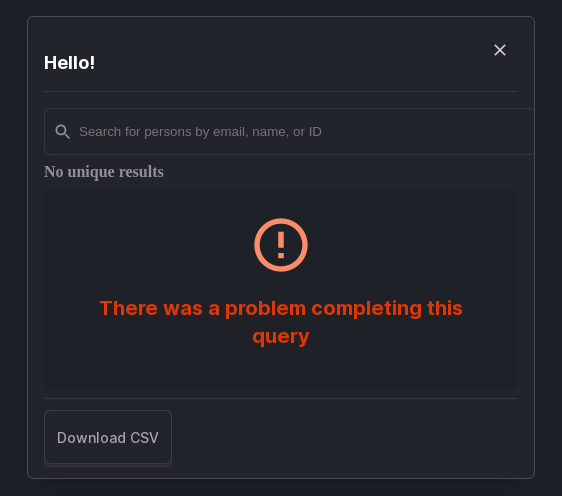 Hello!
Search for persons by email, name, or ID
No unique results
There was a problem completing this
query
Download CSV